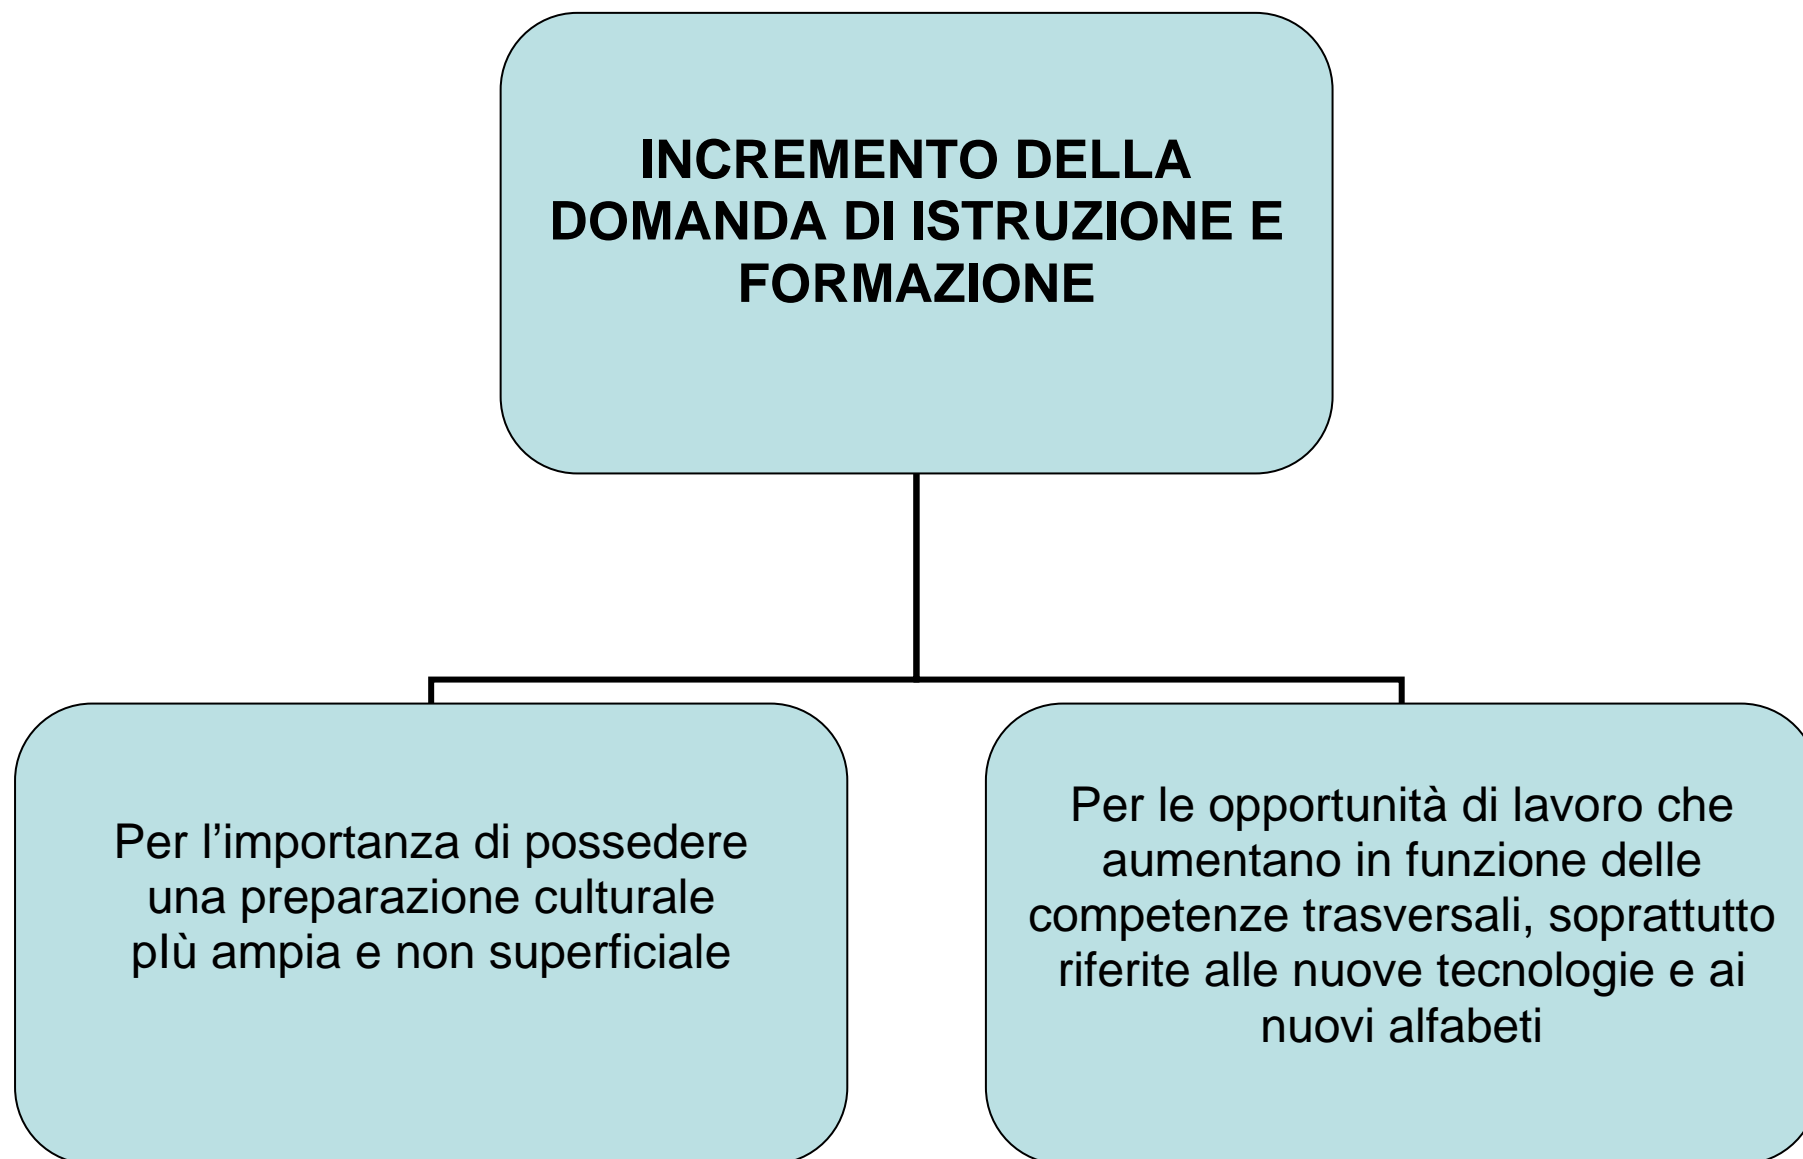 INCREMENTO DELLA
DOMANDA DI ISTRUZIONE E
FORMAZIONE
Per l’importanza di possedere
una preparazione culturale
pIù ampia e non superficiale
Per le opportunità di lavoro che
aumentano in funzione delle
competenze trasversali, soprattutto
riferite alle nuove tecnologie e ai
nuovi alfabeti